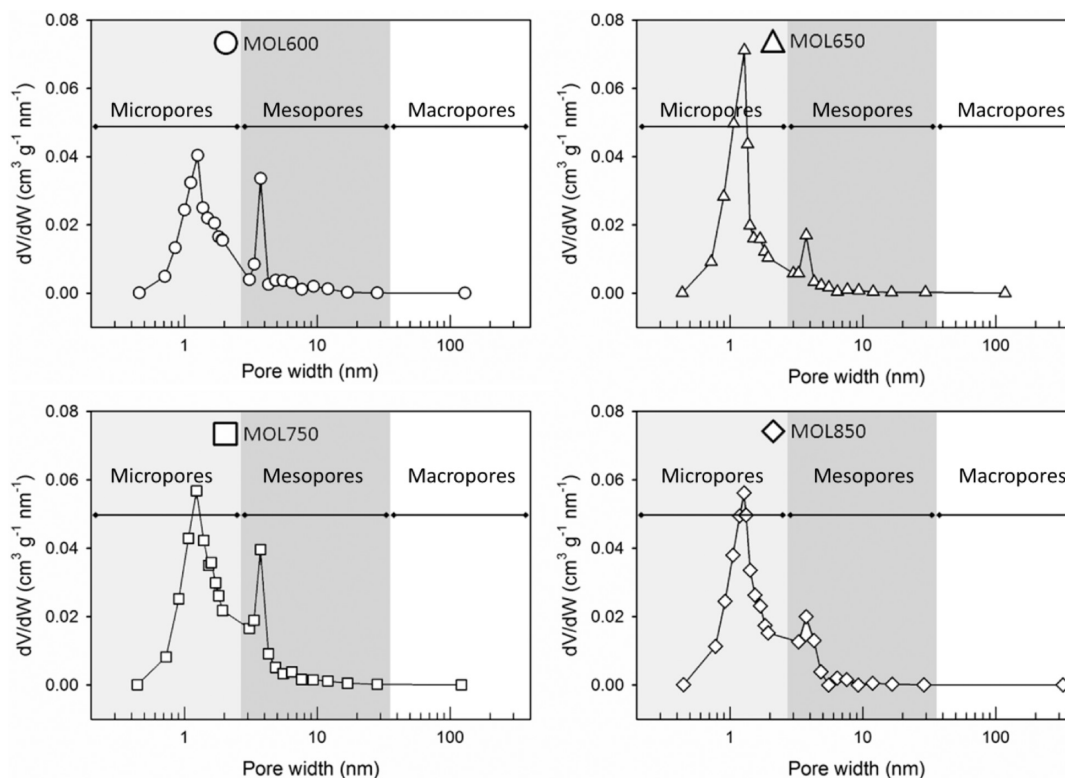 MOL600
Micropores Mesopores Macropores
0.08
0.06
0.04
0.02
0.00
dV/dW (cm³ g⁻¹ nm⁻¹)
1 10 100
Pore width (nm)
MOL650
Micropores Mesopores Macropores
0.08
0.06
0.04
0.02
0.00
dV/dW (cm³ g⁻¹ nm⁻¹)
1 10 100
Pore width (nm)
MOL750
Micropores Mesopores Macropores
0.08
0.06
0.04
0.02
0.00
dV/dW (cm³ g⁻¹ nm⁻¹)
1 10 100
Pore width (nm)
MOL850
Micropores Mesopores Macropores
0.08
0.06
0.04
0.02
0.00
dV/dW (cm³ g⁻¹ nm⁻¹)
1 10 100
Pore width (nm)